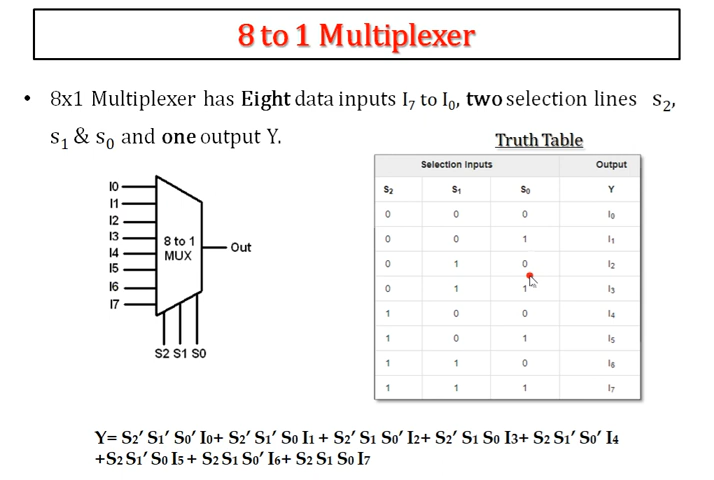 8 to 1 Multiplexer
• 8x1 Multiplexer has Eight data inputs I₇ to I₀, two selection lines s₂,
s₁ & s₀ and one output Y.
Truth Table
Selection Inputs Output
S₂ S₁ S₀ Y
0 0 0 I₀
0 0 1 I₁
0 1 0 I₂
0 1 1 I₃
1 0 0 I₄
1 0 1 I₅
1 1 0 I₆
1 1 1 I₇
I0
I1
I2
I3
I4
I5
I6
I7
8 to 1
MUX
Out
S2 S1 S0
Y= S2′ S1′ S0′ I0+ S2′ S1′ S0 I1 + S2′ S1 S0′ I2+ S2′ S1 S0 I3+ S2 S1′ S0′ I4
+S2 S1′ S0 I5 + S2 S1 S0′ I6+ S2 S1 S0 I7